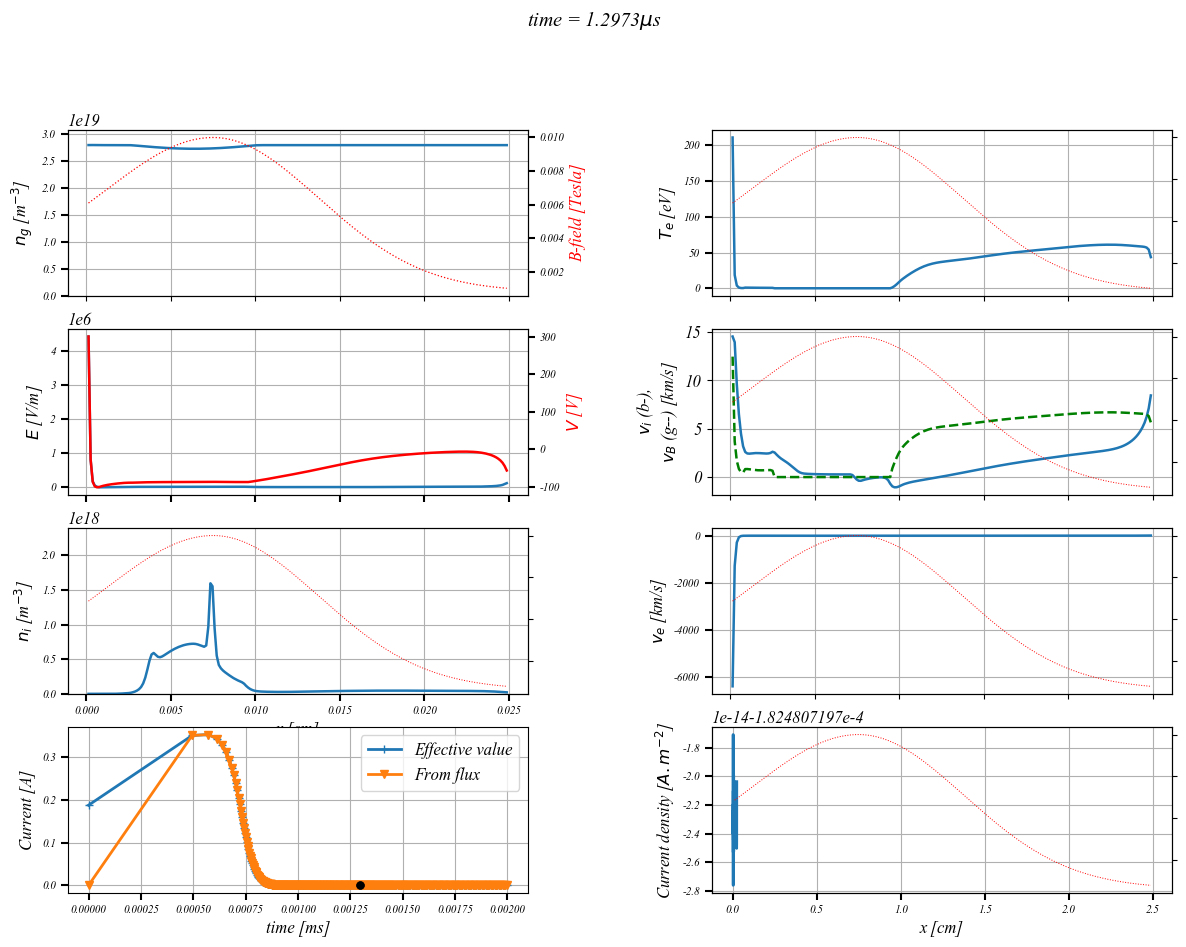 time = 1.2973μs
1e19
3.0
2.5
2.0
1.5
1.0
0.5
0.0
n_g [m⁻³]
0.010
0.008
0.006
0.004
0.002
B-field [Tesla]
200
150
100
50
0
T_e [eV]
1e6
4
3
2
1
0
E [V/m]
300
200
100
0
-100
V [V]
15
10
5
0
v_i (b-),
v_B (g--) [km/s]
1e18
2.0
1.5
1.0
0.5
0.0
n_i [m⁻³]
0.000 0.005 0.010 0.015 0.020 0.025
0
-2000
-4000
-6000
v_e [km/s]
0.3
0.2
0.1
0.0
Current [A]
Effective value
From flux
0.00000 0.00025 0.00050 0.00075 0.00100 0.00125 0.00150 0.00175 0.00200
time [ms]
1e-14-1.824807197e-4
-1.8
-2.0
-2.2
-2.4
-2.6
-2.8
Current density [A.m⁻²]
0.0 0.5 1.0 1.5 2.0 2.5
x [cm]